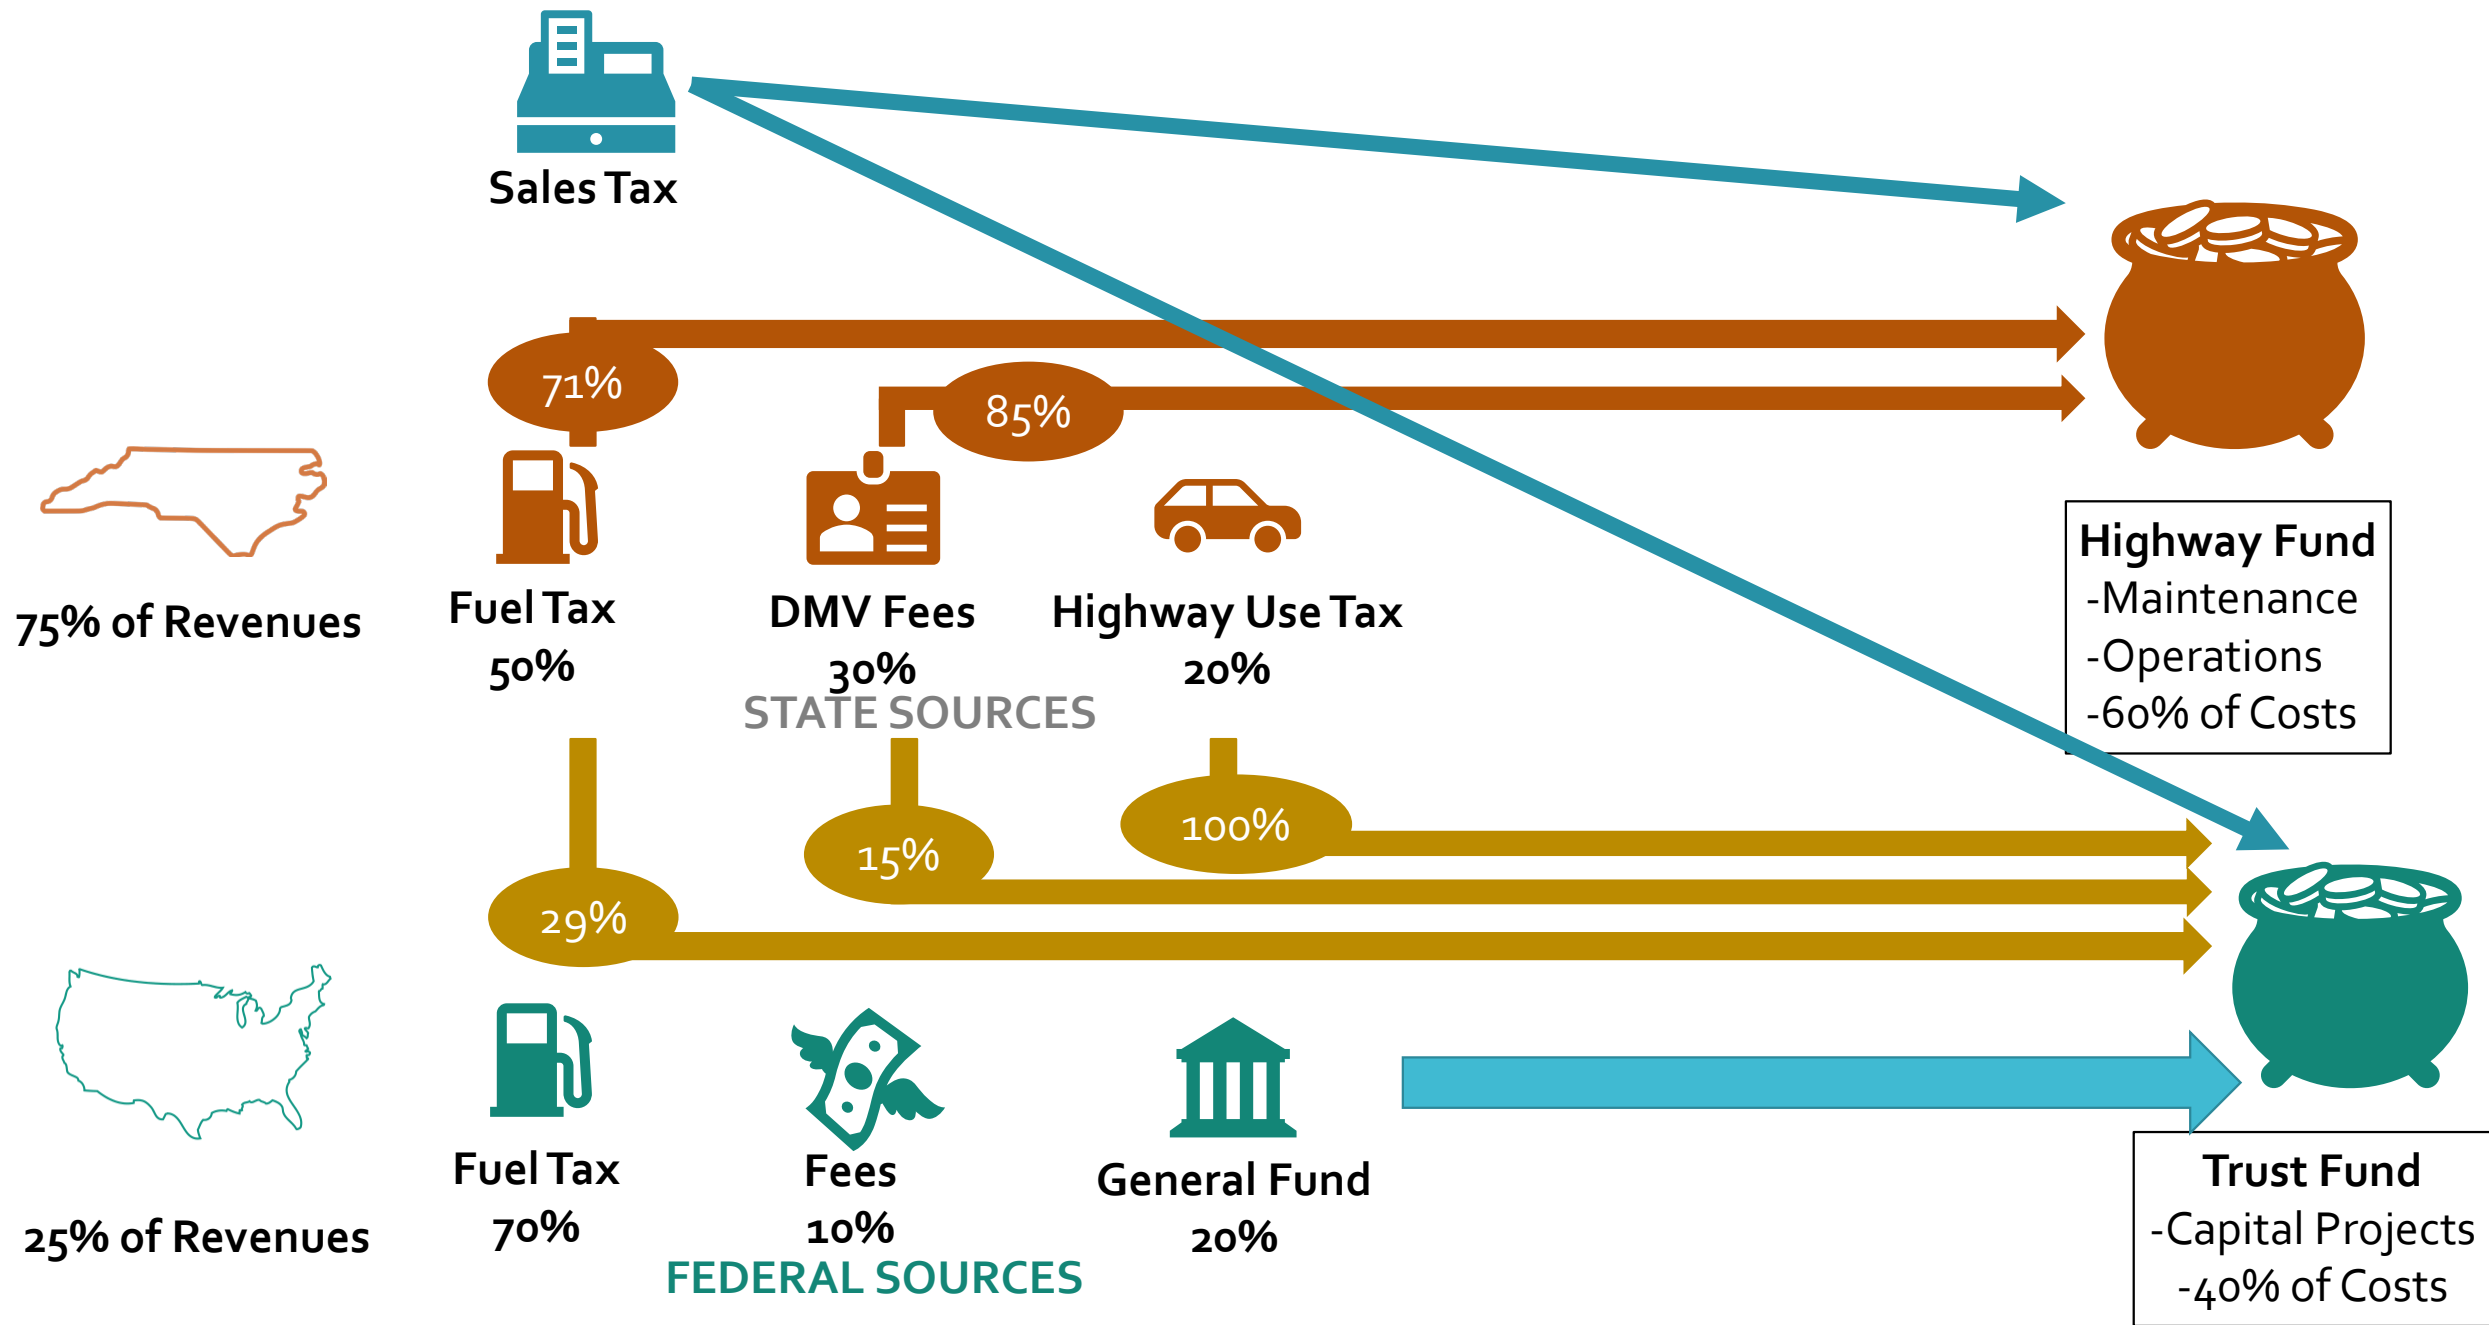 Sales Tax
71%
85%
75% of Revenues
Fuel Tax
50%
DMV Fees
30%
Highway Use Tax
20%
STATE SOURCES
Highway Fund
-Maintenance
-Operations
-60% of Costs
100%
15%
29%
25% of Revenues
Fuel Tax
70%
Fees
10%
General Fund
20%
FEDERAL SOURCES
Trust Fund
-Capital Projects
-40% of Costs